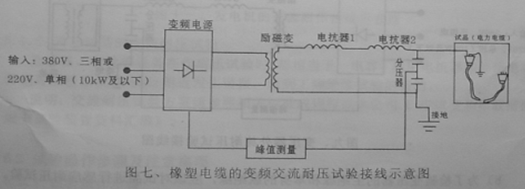 变频电源
励磁变
电抗器1
电抗器2
试品（电力电缆）
输入：380V、三相或
220V、单相（10kW及以下）
分压器
接地
峰值测量
图七、橡塑电缆的变频交流耐压试验接线示意图